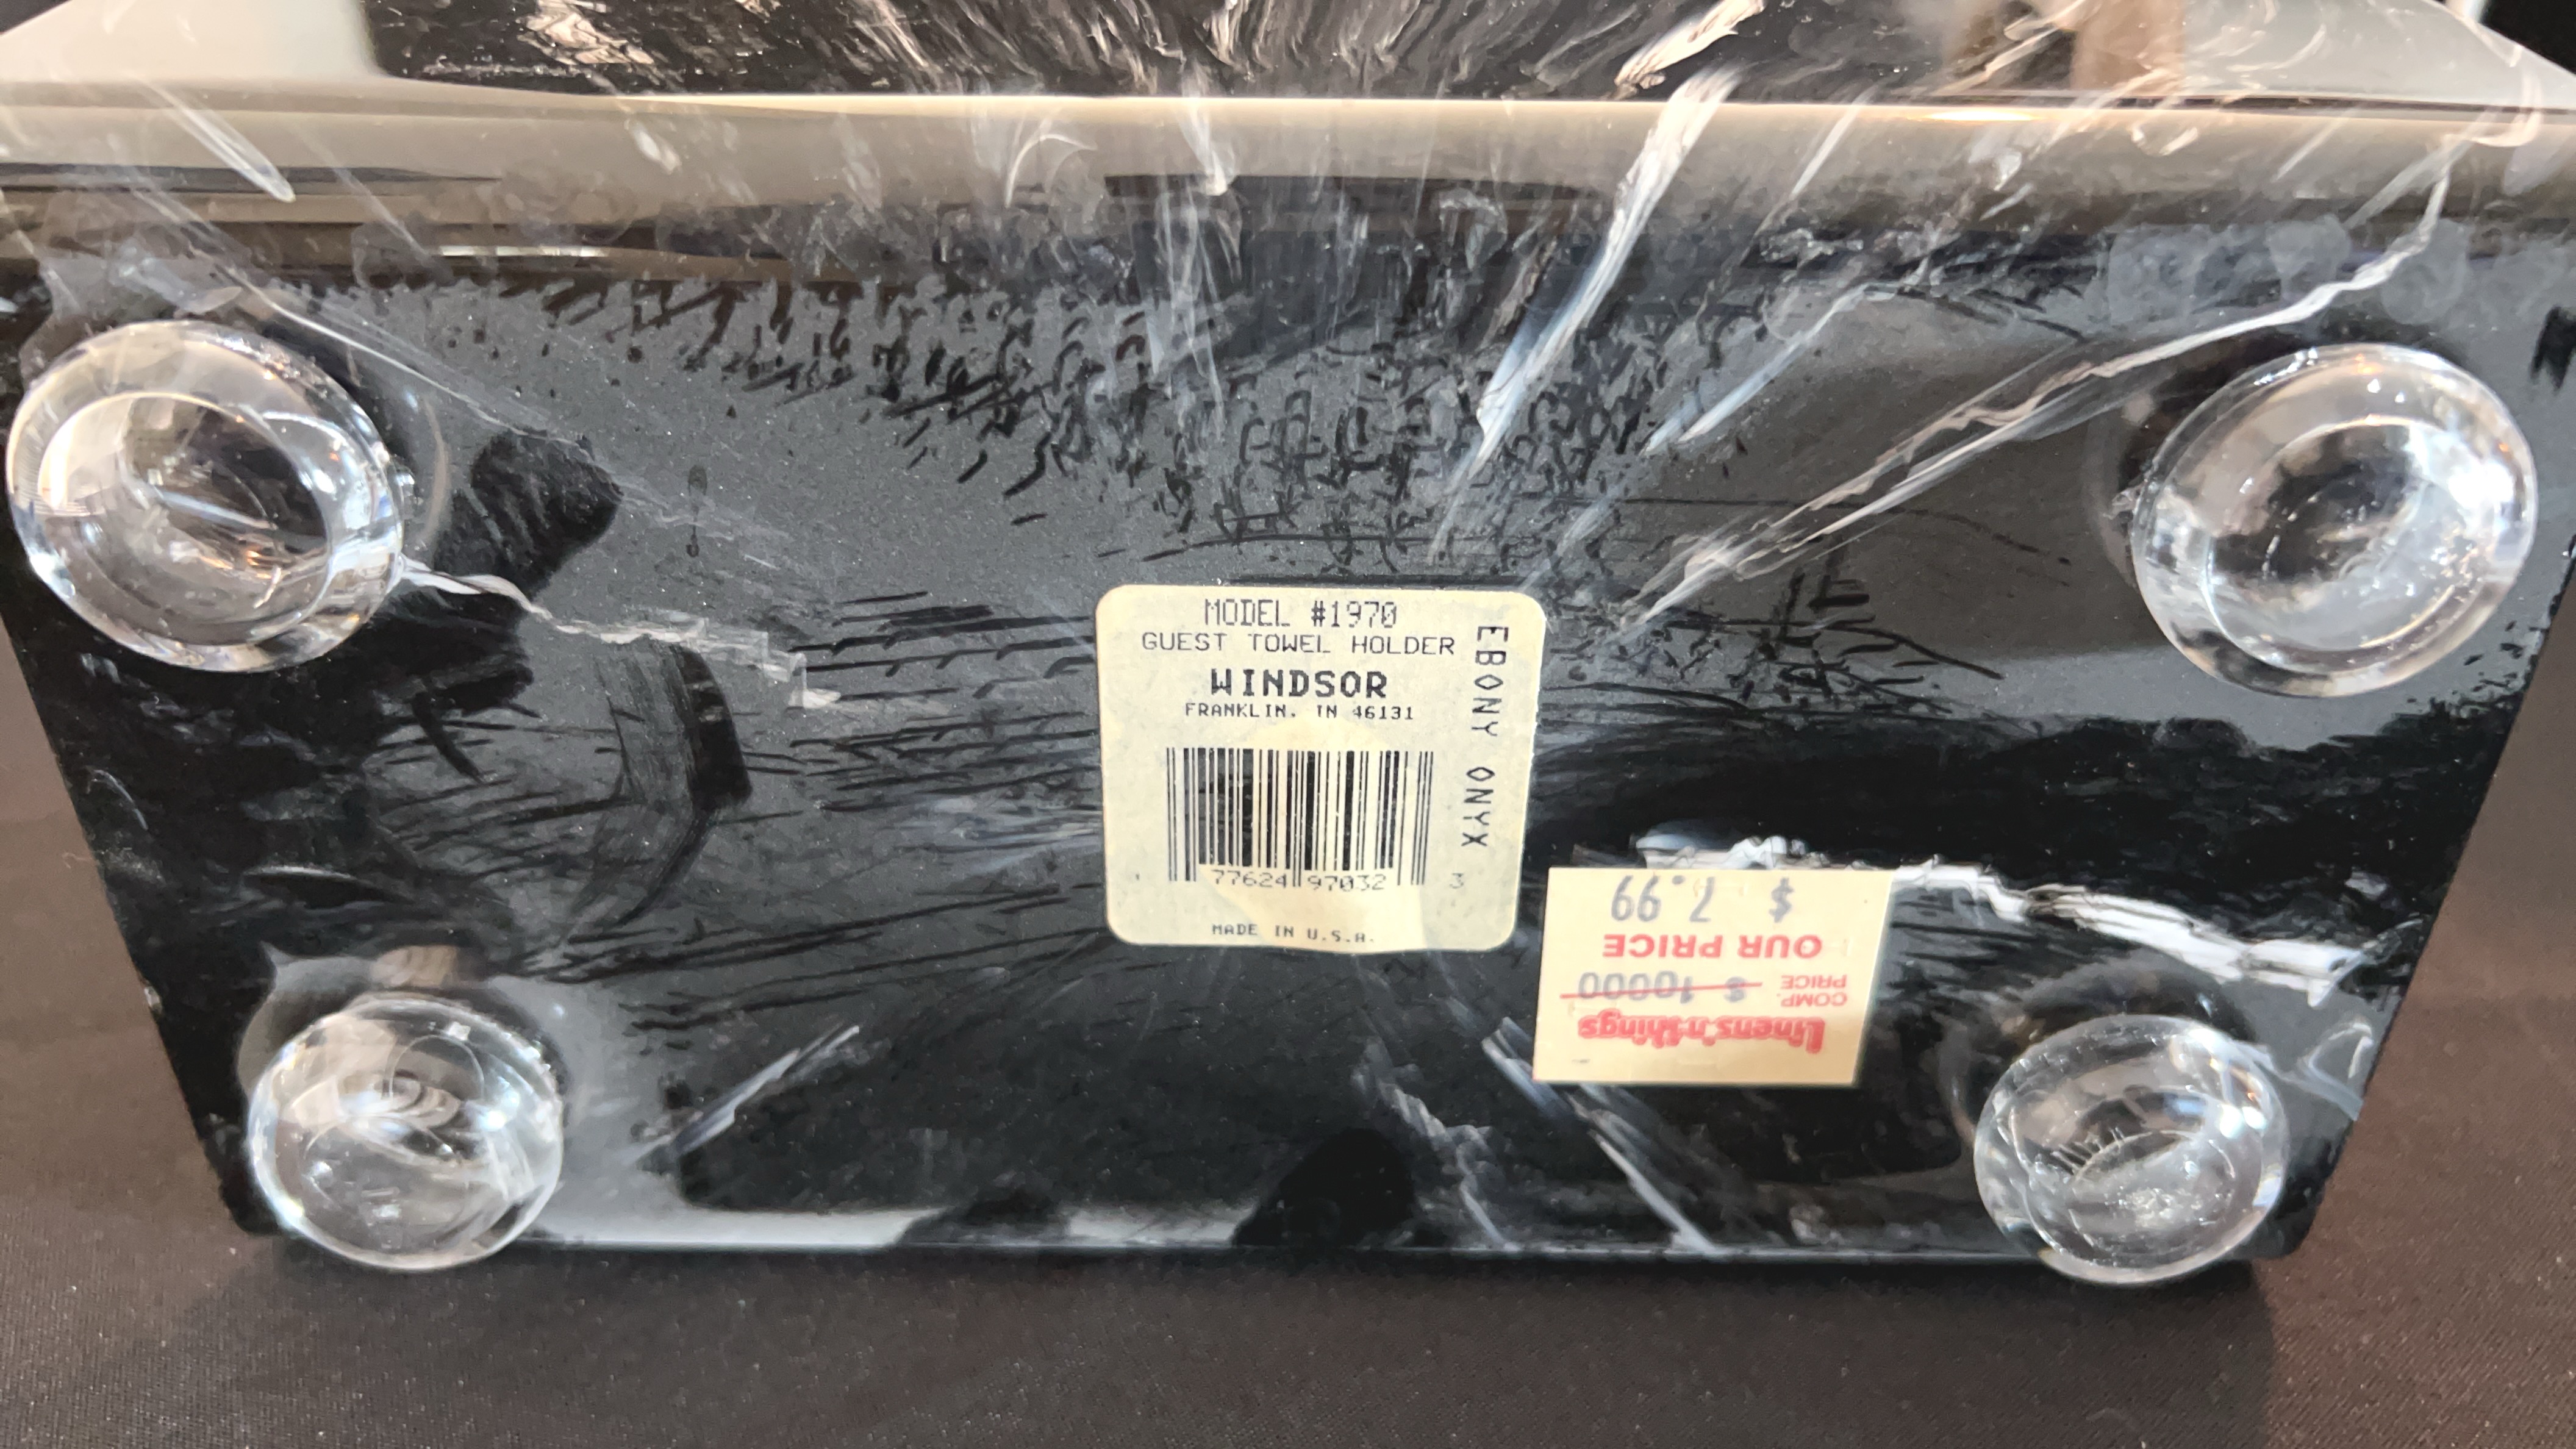 MODEL #1970
GUEST TOWEL HOLDER
WINDSOR
FRANKLIN, IN 46131
EBONY ONYX
77624 97032 3
MADE IN U.S.A.
Linens 'n Things
COMP. PRICE $ 10000
OUR PRICE
$ 7.99